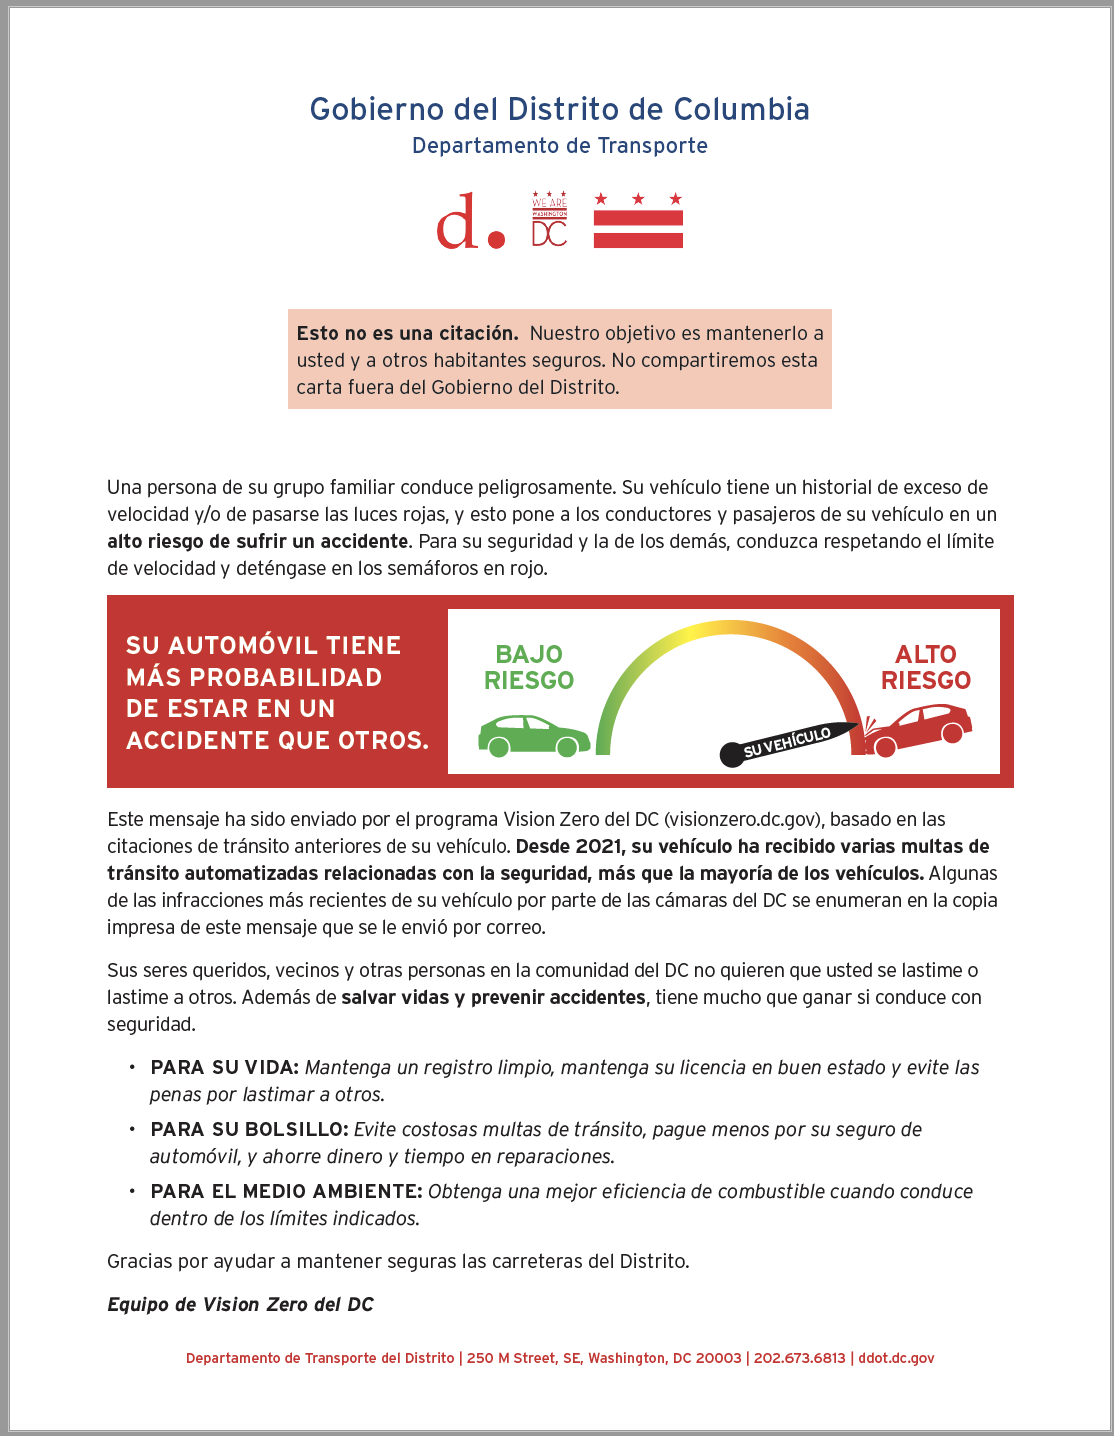 Gobierno del Distrito de Columbia
Departamento de Transporte
d.
WE ARE
WASHINGTON
DC
Esto no es una citación. Nuestro objetivo es mantenerlo a
usted y a otros habitantes seguros. No compartiremos esta
carta fuera del Gobierno del Distrito.
Una persona de su grupo familiar conduce peligrosamente. Su vehículo tiene un historial de exceso de
velocidad y/o de pasarse las luces rojas, y esto pone a los conductores y pasajeros de su vehículo en un
alto riesgo de sufrir un accidente. Para su seguridad y la de los demás, conduzca respetando el límite
de velocidad y deténgase en los semáforos en rojo.
SU AUTOMÓVIL TIENE
MÁS PROBABILIDAD
DE ESTAR EN UN
ACCIDENTE QUE OTROS.
BAJO
RIESGO
SU VEHÍCULO
ALTO
RIESGO
Este mensaje ha sido enviado por el programa Vision Zero del DC (visionzero.dc.gov), basado en las
citaciones de tránsito anteriores de su vehículo. Desde 2021, su vehículo ha recibido varias multas de
tránsito automatizadas relacionadas con la seguridad, más que la mayoría de los vehículos. Algunas
de las infracciones más recientes de su vehículo por parte de las cámaras del DC se enumeran en la copia
impresa de este mensaje que se le envió por correo.
Sus seres queridos, vecinos y otras personas en la comunidad del DC no quieren que usted se lastime o
lastime a otros. Además de salvar vidas y prevenir accidentes, tiene mucho que ganar si conduce con
seguridad.
• PARA SU VIDA: Mantenga un registro limpio, mantenga su licencia en buen estado y evite las
penas por lastimar a otros.
• PARA SU BOLSILLO: Evite costosas multas de tránsito, pague menos por su seguro de
automóvil, y ahorre dinero y tiempo en reparaciones.
• PARA EL MEDIO AMBIENTE: Obtenga una mejor eficiencia de combustible cuando conduce
dentro de los límites indicados.
Gracias por ayudar a mantener seguras las carreteras del Distrito.
Equipo de Vision Zero del DC
Departamento de Transporte del Distrito | 250 M Street, SE, Washington, DC 20003 | 202.673.6813 | ddot.dc.gov